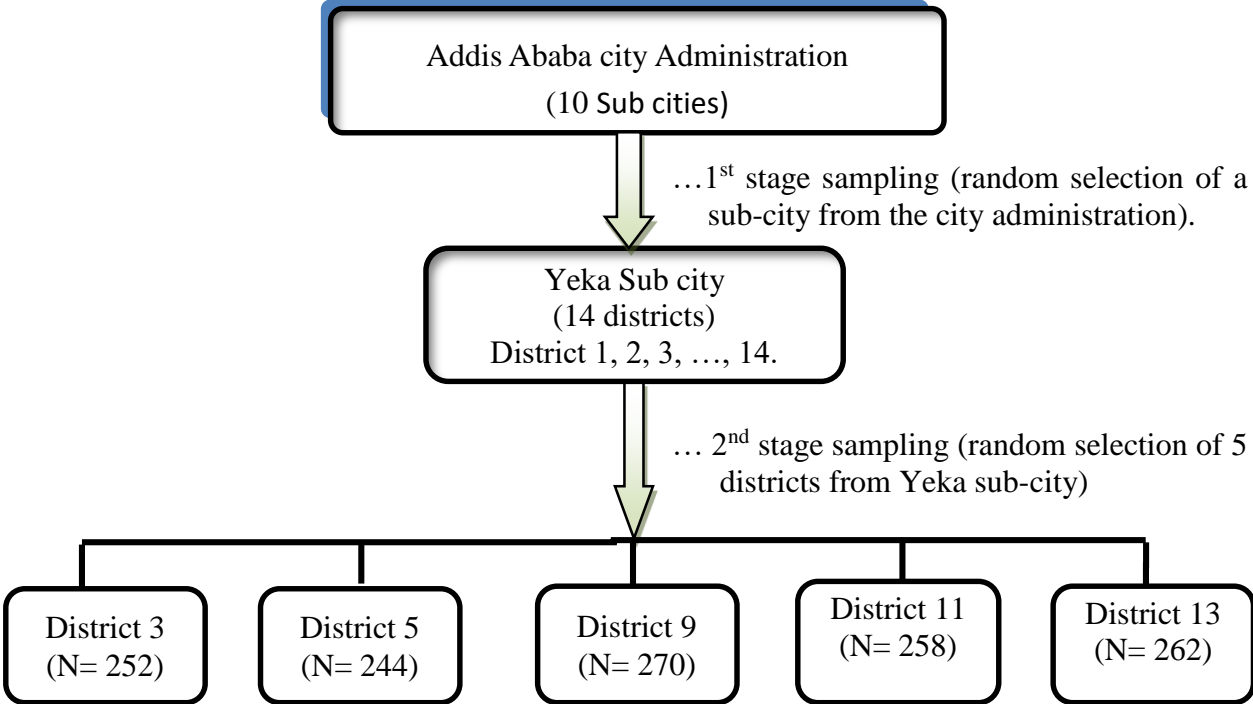 Addis Ababa city Administration
(10 Sub cities)
…1st stage sampling (random selection of a
sub-city from the city administration).
Yeka Sub city
(14 districts)
District 1, 2, 3, …, 14.
… 2nd stage sampling (random selection of 5
districts from Yeka sub-city)
District 3
(N= 252)
District 5
(N= 244)
District 9
(N= 270)
District 11
(N= 258)
District 13
(N= 262)